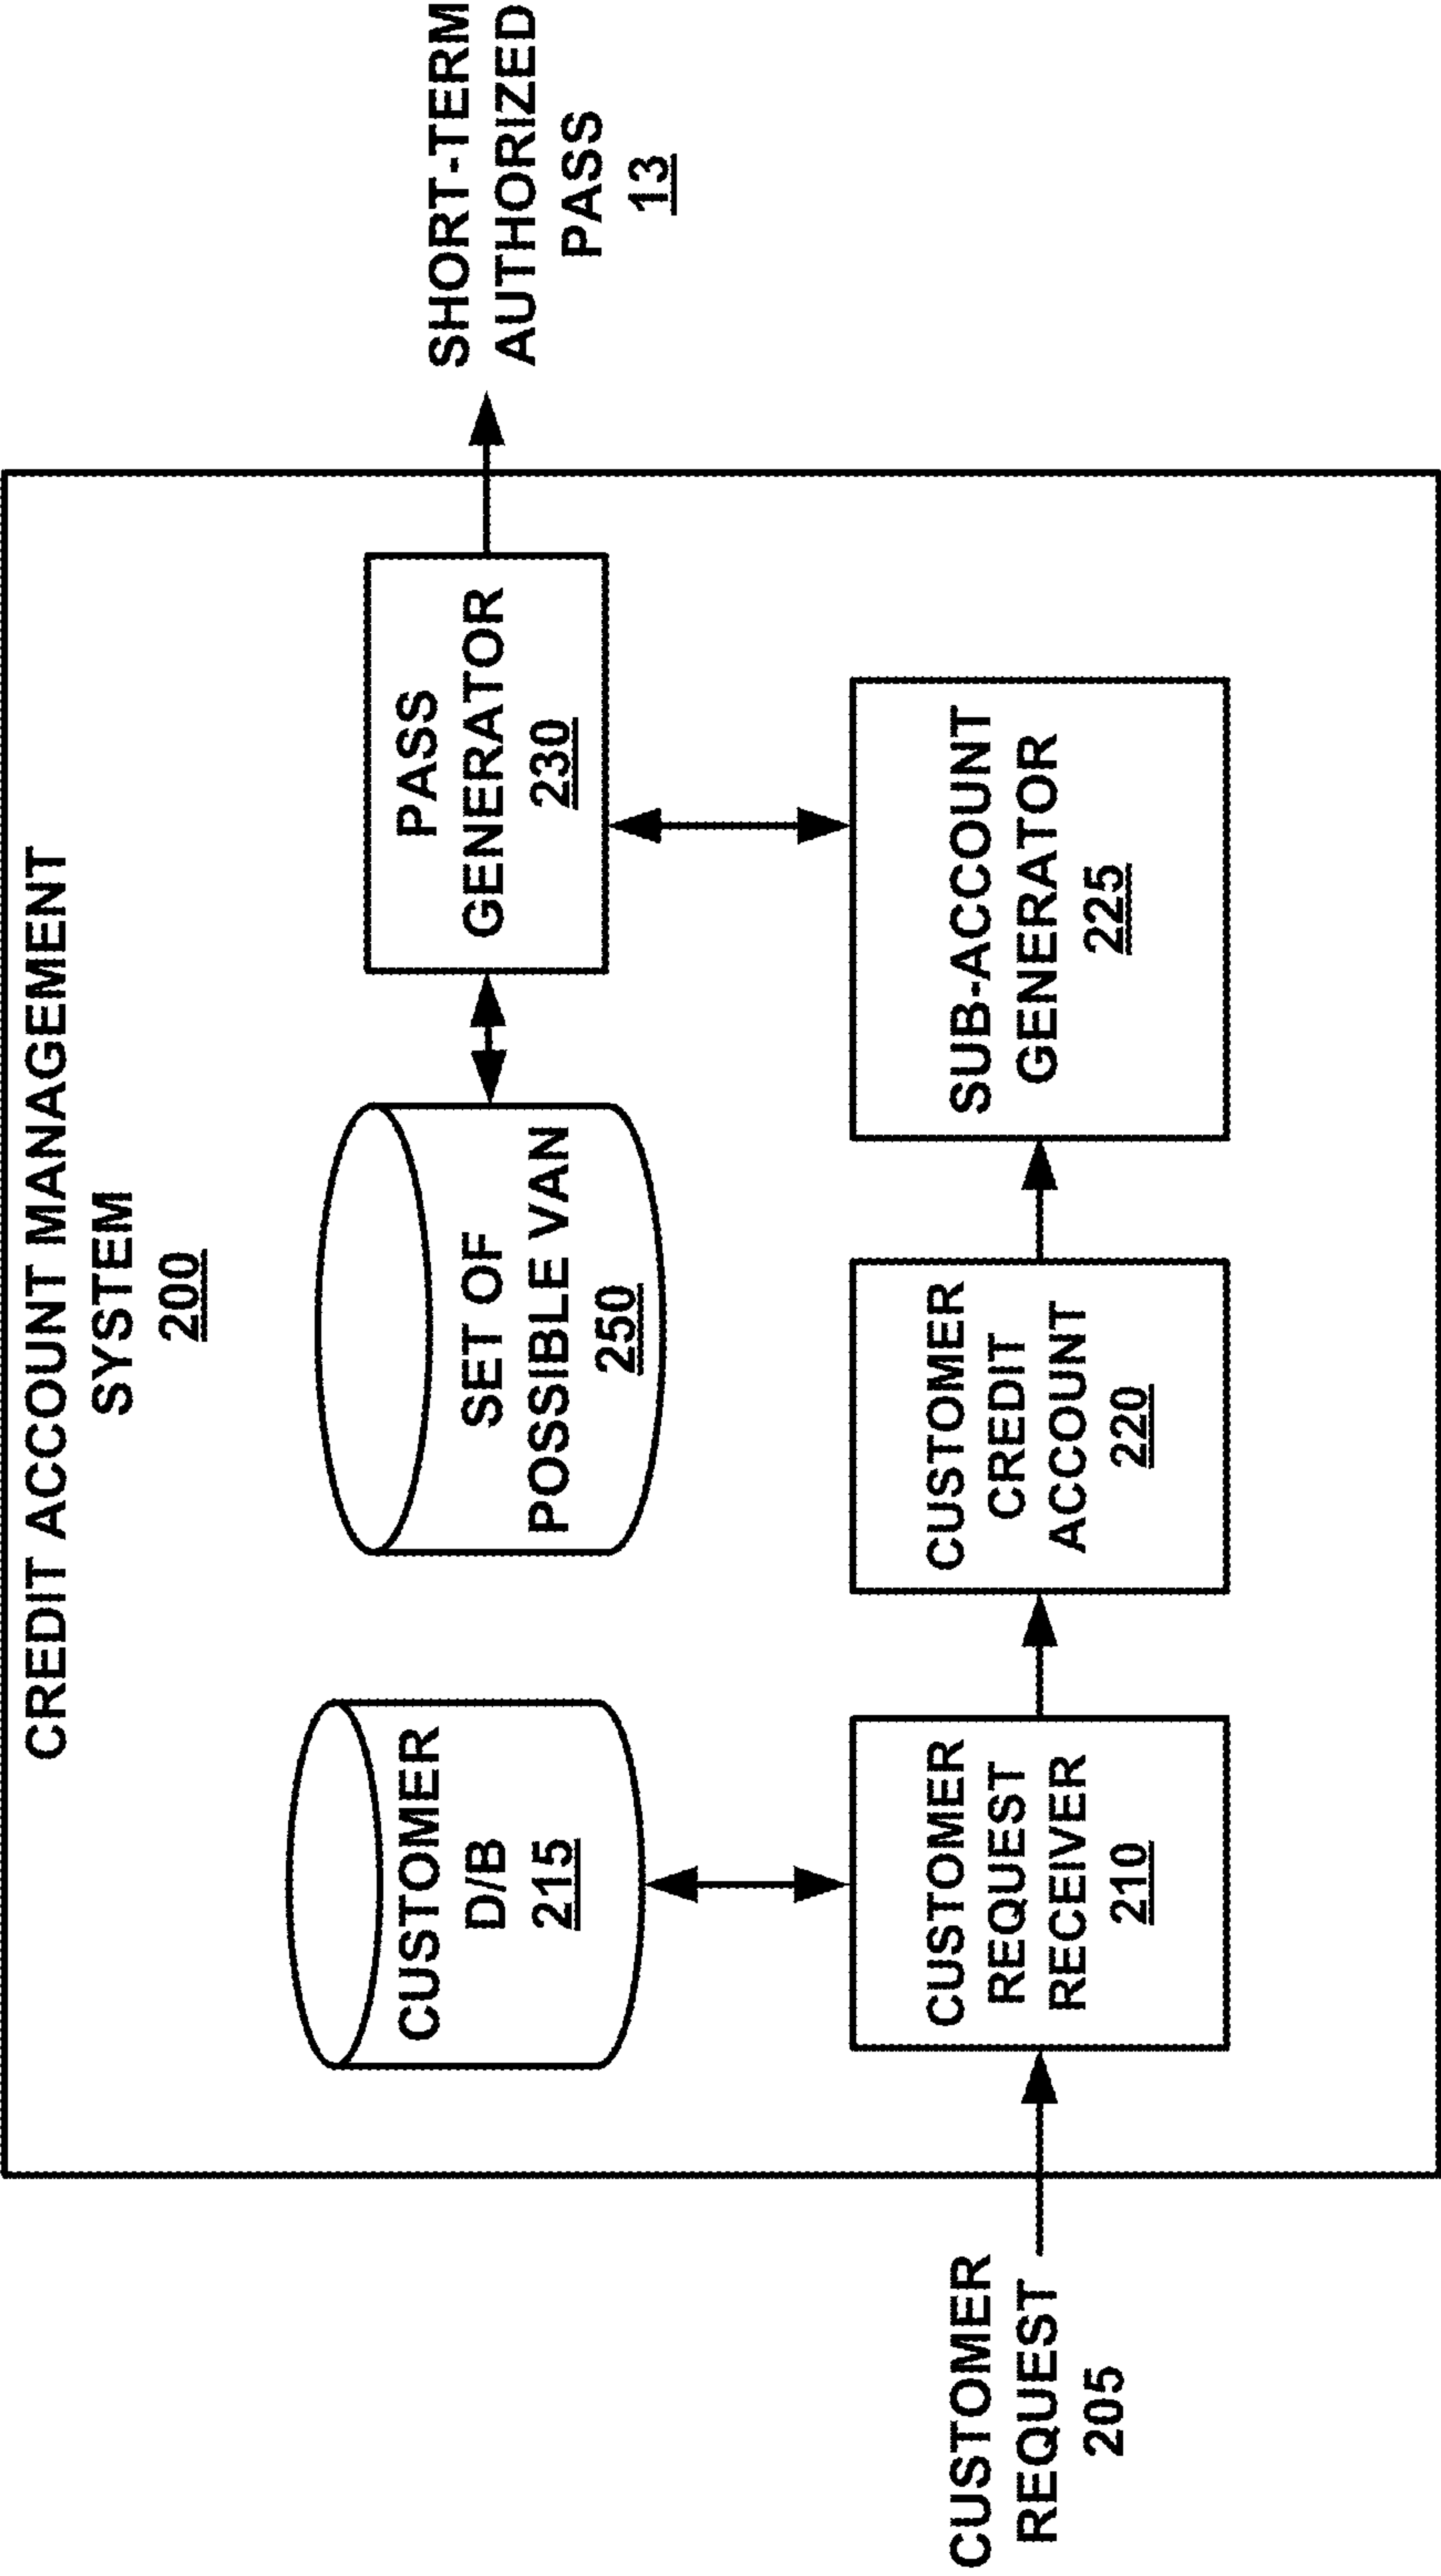 CREDIT ACCOUNT MANAGEMENT
SYSTEM
200
CUSTOMER
D/B
215
SET OF
POSSIBLE VAN
250
PASS
GENERATOR
230
SHORT-TERM
AUTHORIZED
PASS
13
CUSTOMER
REQUEST
205
CUSTOMER
REQUEST
RECEIVER
210
CUSTOMER
CREDIT
ACCOUNT
220
SUB-ACCOUNT
GENERATOR
225